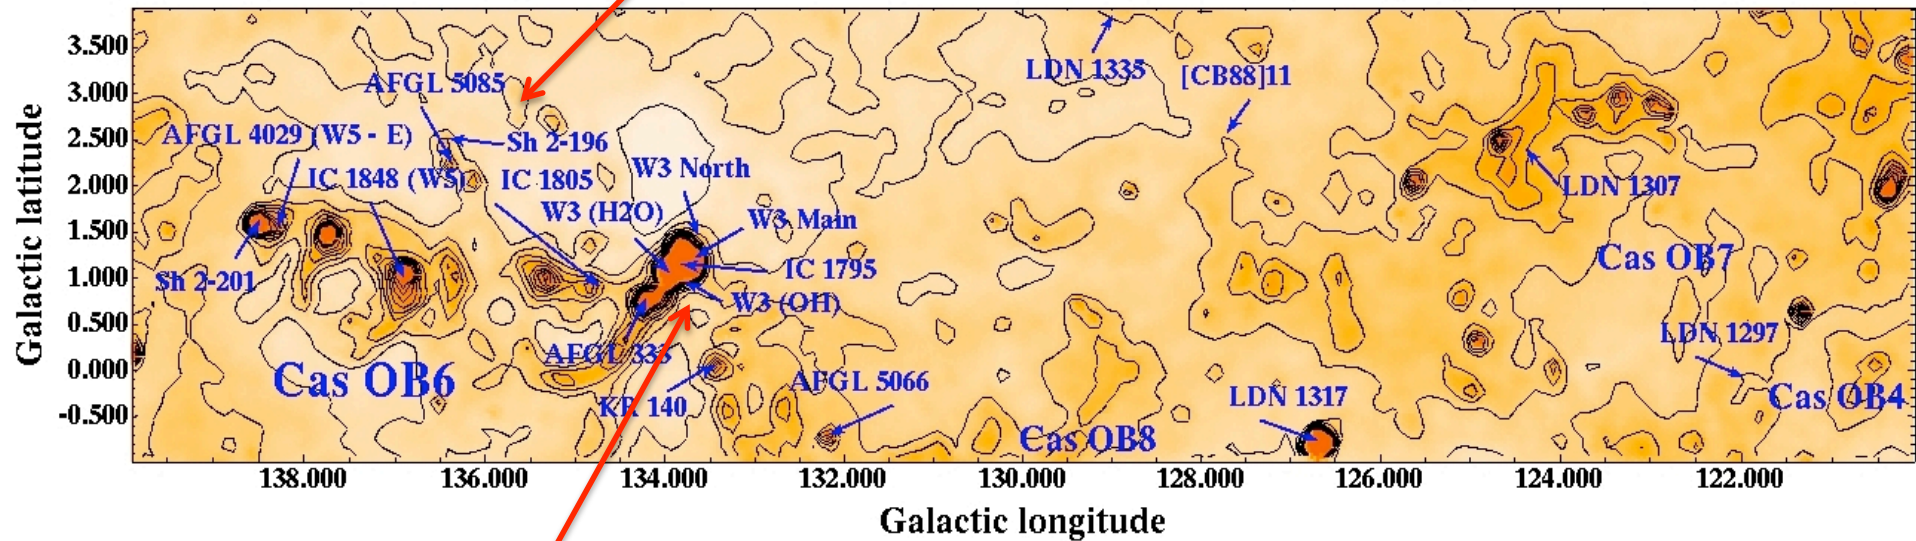 3.500
3.000
2.500
2.000
1.500
1.000
0.500
0.000
-0.500
Galactic latitude
AFGL 5085
AFGL 4029 (W5 - E)
Sh 2-196
IC 1848 (W5)
IC 1805
W3 North
W3 (H2O)
W3 Main
IC 1795
Sh 2-201
W3 (OH)
AFGL 333
Cas OB6
KR 140
AFGL 5066
LDN 1335
[CB88]11
LDN 1307
Cas OB7
LDN 1297
LDN 1317
Cas OB4
Cas OB8
138.000 136.000 134.000 132.000 130.000 128.000 126.000 124.000 122.000
Galactic longitude